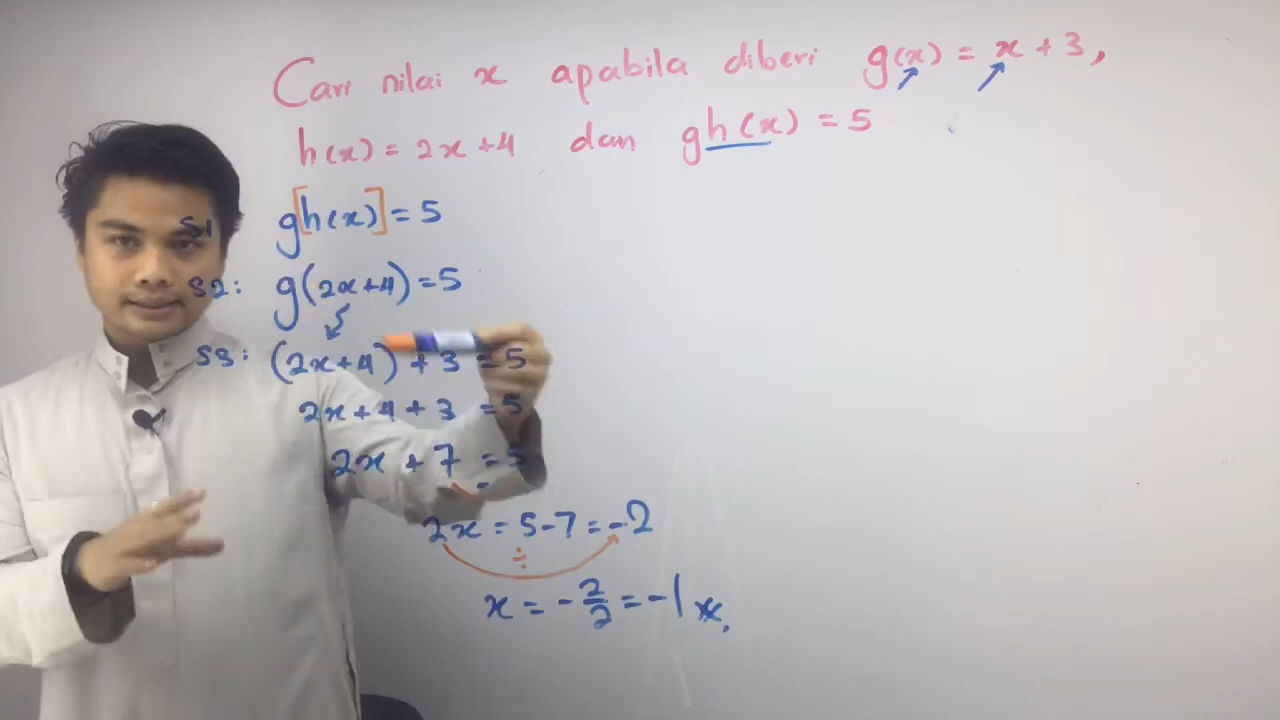 Cari nilai x apabila diberi g(x) = x + 3,
h(x) = 2x + 4 dan gh(x) = 5
S1 g[h(x)] = 5
S2: g(2x+4) = 5
S3: (2x+4) + 3 = 5
2x + 4 + 3 = 5
2x + 7 = 5
2x = 5 - 7 = -2
÷
x = -2/2 = -1